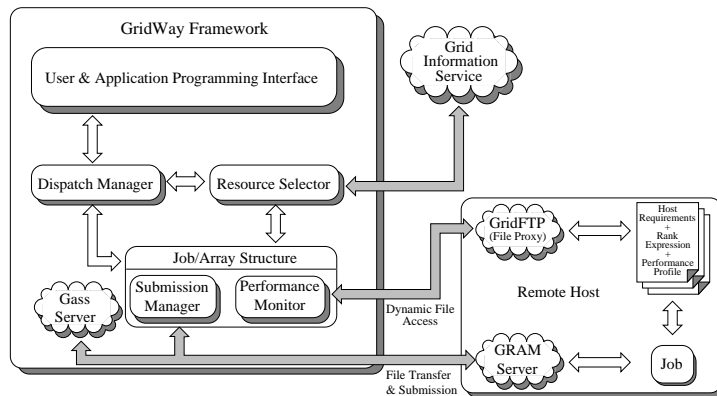 GridWay Framework
User & Application Programming Interface
Grid
Information
Service
Dispatch Manager
Resource Selector
Job/Array Structure
Submission
Manager
Performance
Monitor
Gass
Server
Dynamic File
Access
File Transfer
& Submission
GridFTP
(File Proxy)
Host
Requirements
+
Rank
Expression
+
Performance
Profile
Remote Host
GRAM
Server
Job